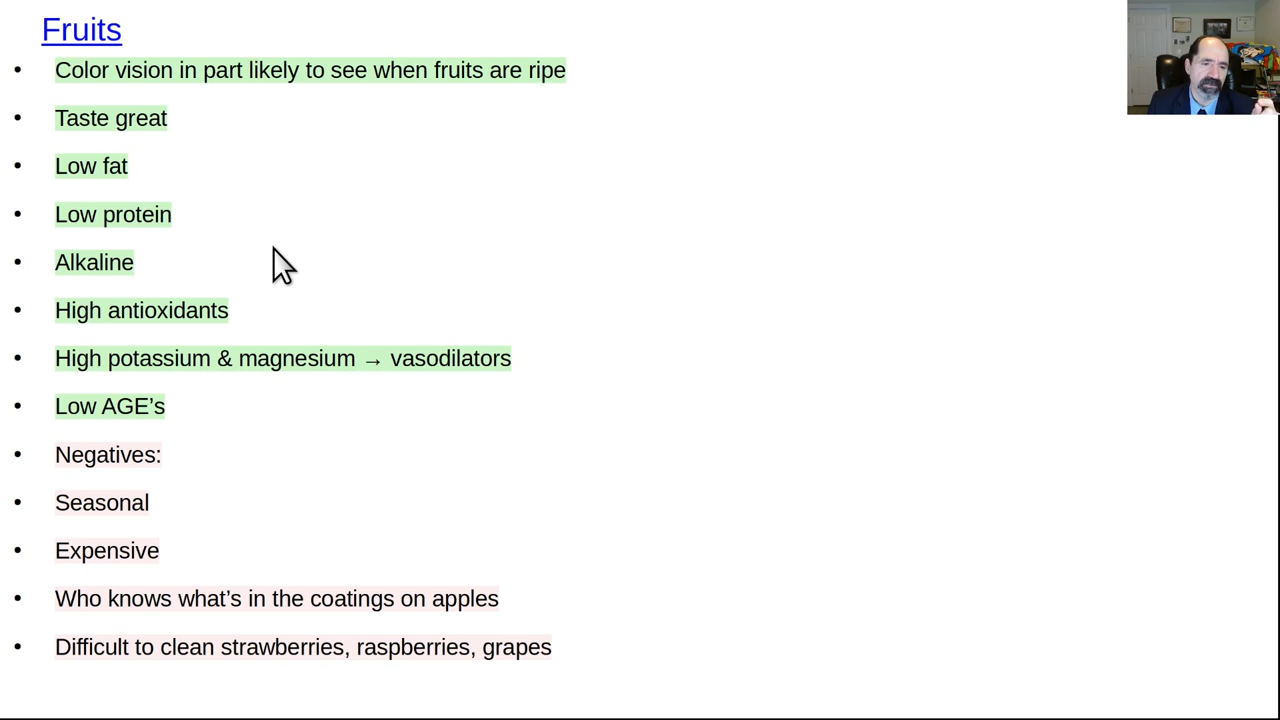 Fruits
• Color vision in part likely to see when fruits are ripe
• Taste great
• Low fat
• Low protein
• Alkaline
• High antioxidants
• High potassium & magnesium → vasodilators
• Low AGE’s
• Negatives:
• Seasonal
• Expensive
• Who knows what’s in the coatings on apples
• Difficult to clean strawberries, raspberries, grapes